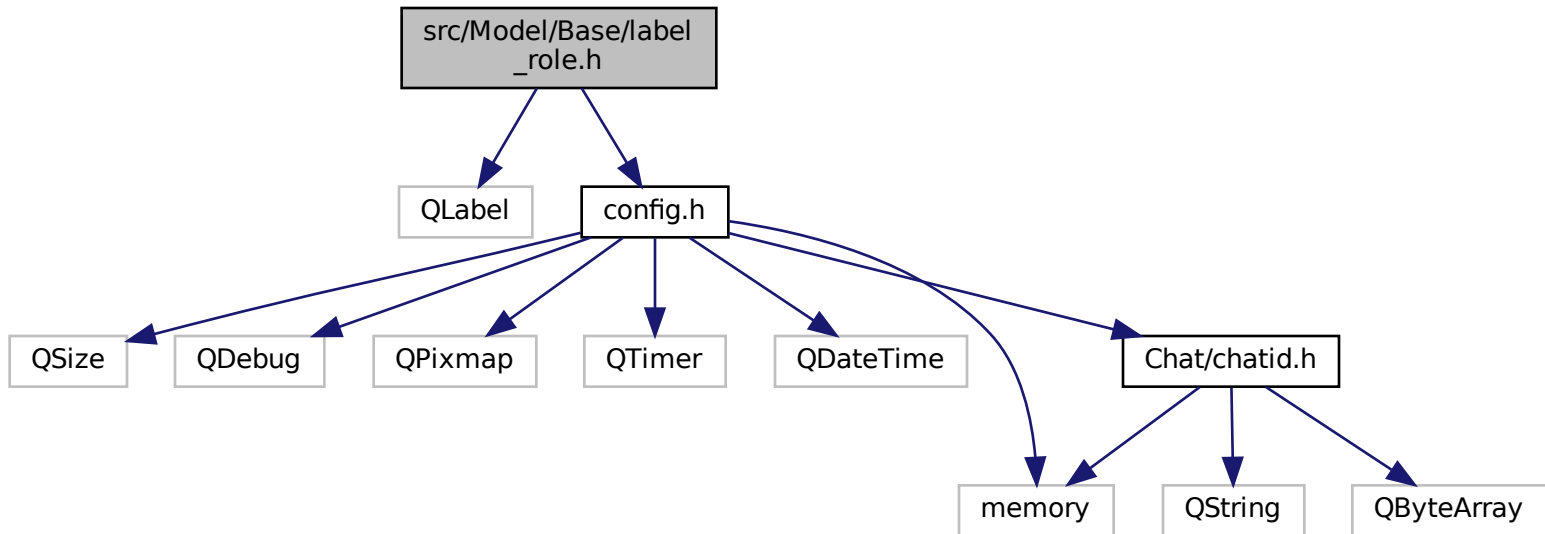 src/Model/Base/label
_role.h
QLabel
config.h
QSize
QDebug
QPixmap
QTimer
QDateTime
Chat/chatid.h
memory
QString
QByteArray